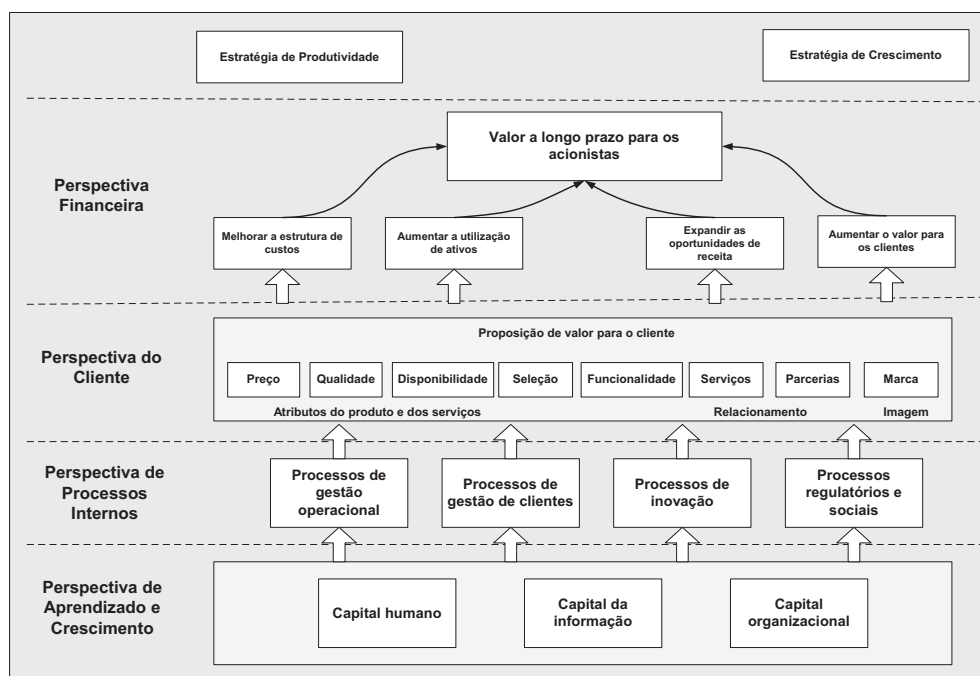 Estratégia de Produtividade
Estratégia de Crescimento
Perspectiva
Financeira
Valor a longo prazo para os
acionistas
Melhorar a estrutura de
custos
Aumentar a utilização
de ativos
Expandir as
oportunidades de
receita
Aumentar o valor para
os clientes
Perspectiva do
Cliente
Proposição de valor para o cliente
Preço
Qualidade
Disponibilidade
Seleção
Funcionalidade
Serviços
Parcerias
Marca
Atributos do produto e dos serviços
Relacionamento
Imagem
Perspectiva de
Processos
Internos
Processos de
gestão
operacional
Processos de
gestão de clientes
Processos de
inovação
Processos
regulatórios e
sociais
Perspectiva de
Aprendizado e
Crescimento
Capital humano
Capital da
informação
Capital
organizacional